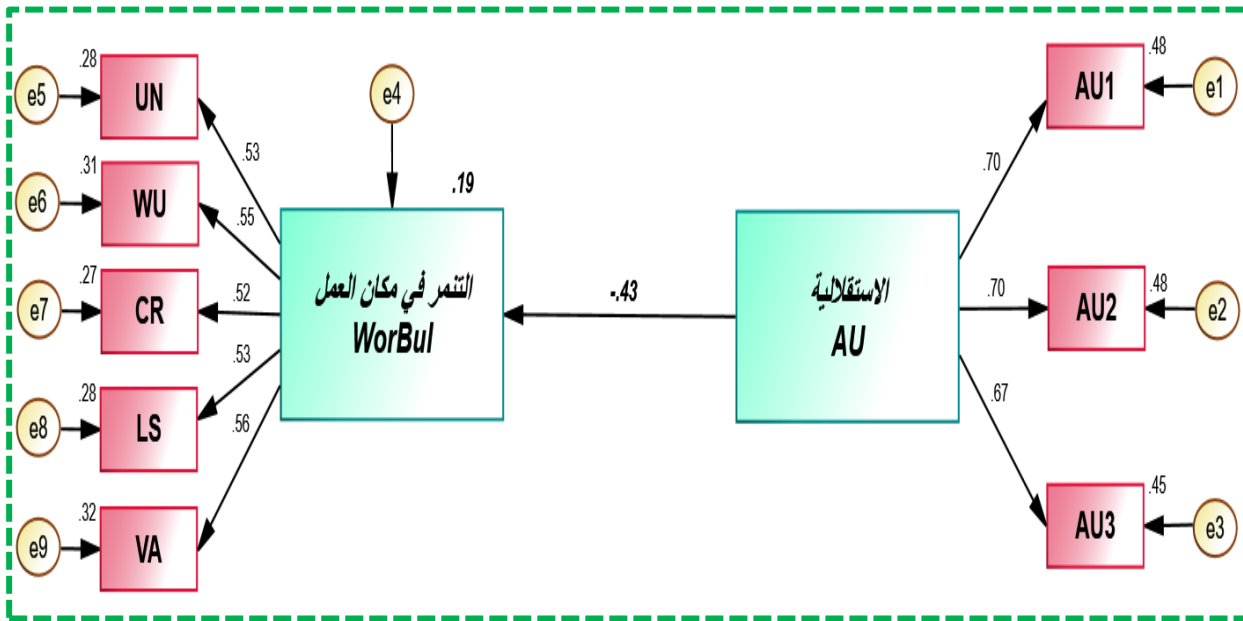 .28
e5
UN
.53
.31
e6
WU
.55
.27
e7
CR
.52
.28
e8
LS
.53
.32
e9
VA
.56
e4
.19
التنمر في مكان العمل
WorBul
-.43
الاستقلالية
AU
.70
.48
AU1
e1
.70
.48
AU2
e2
.67
.45
AU3
e3